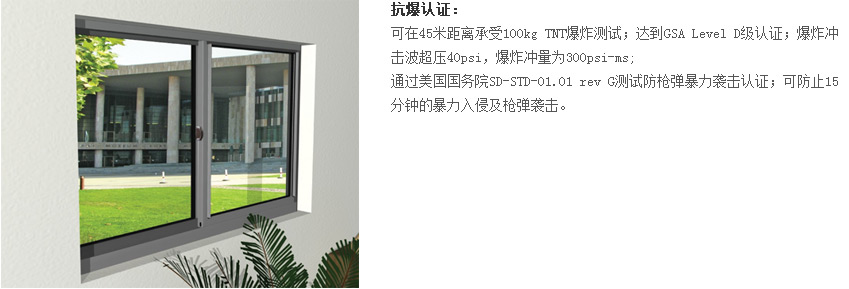 抗爆认证：
可在45米距离承受100kg TNT爆炸测试；达到GSA Level D级认证；爆炸冲
击波超压40psi，爆炸冲量为300psi-ms;
通过美国国务院SD-STD-01.01 rev G测试防枪弹暴力袭击认证；可防止15
分钟的暴力入侵及枪弹袭击。